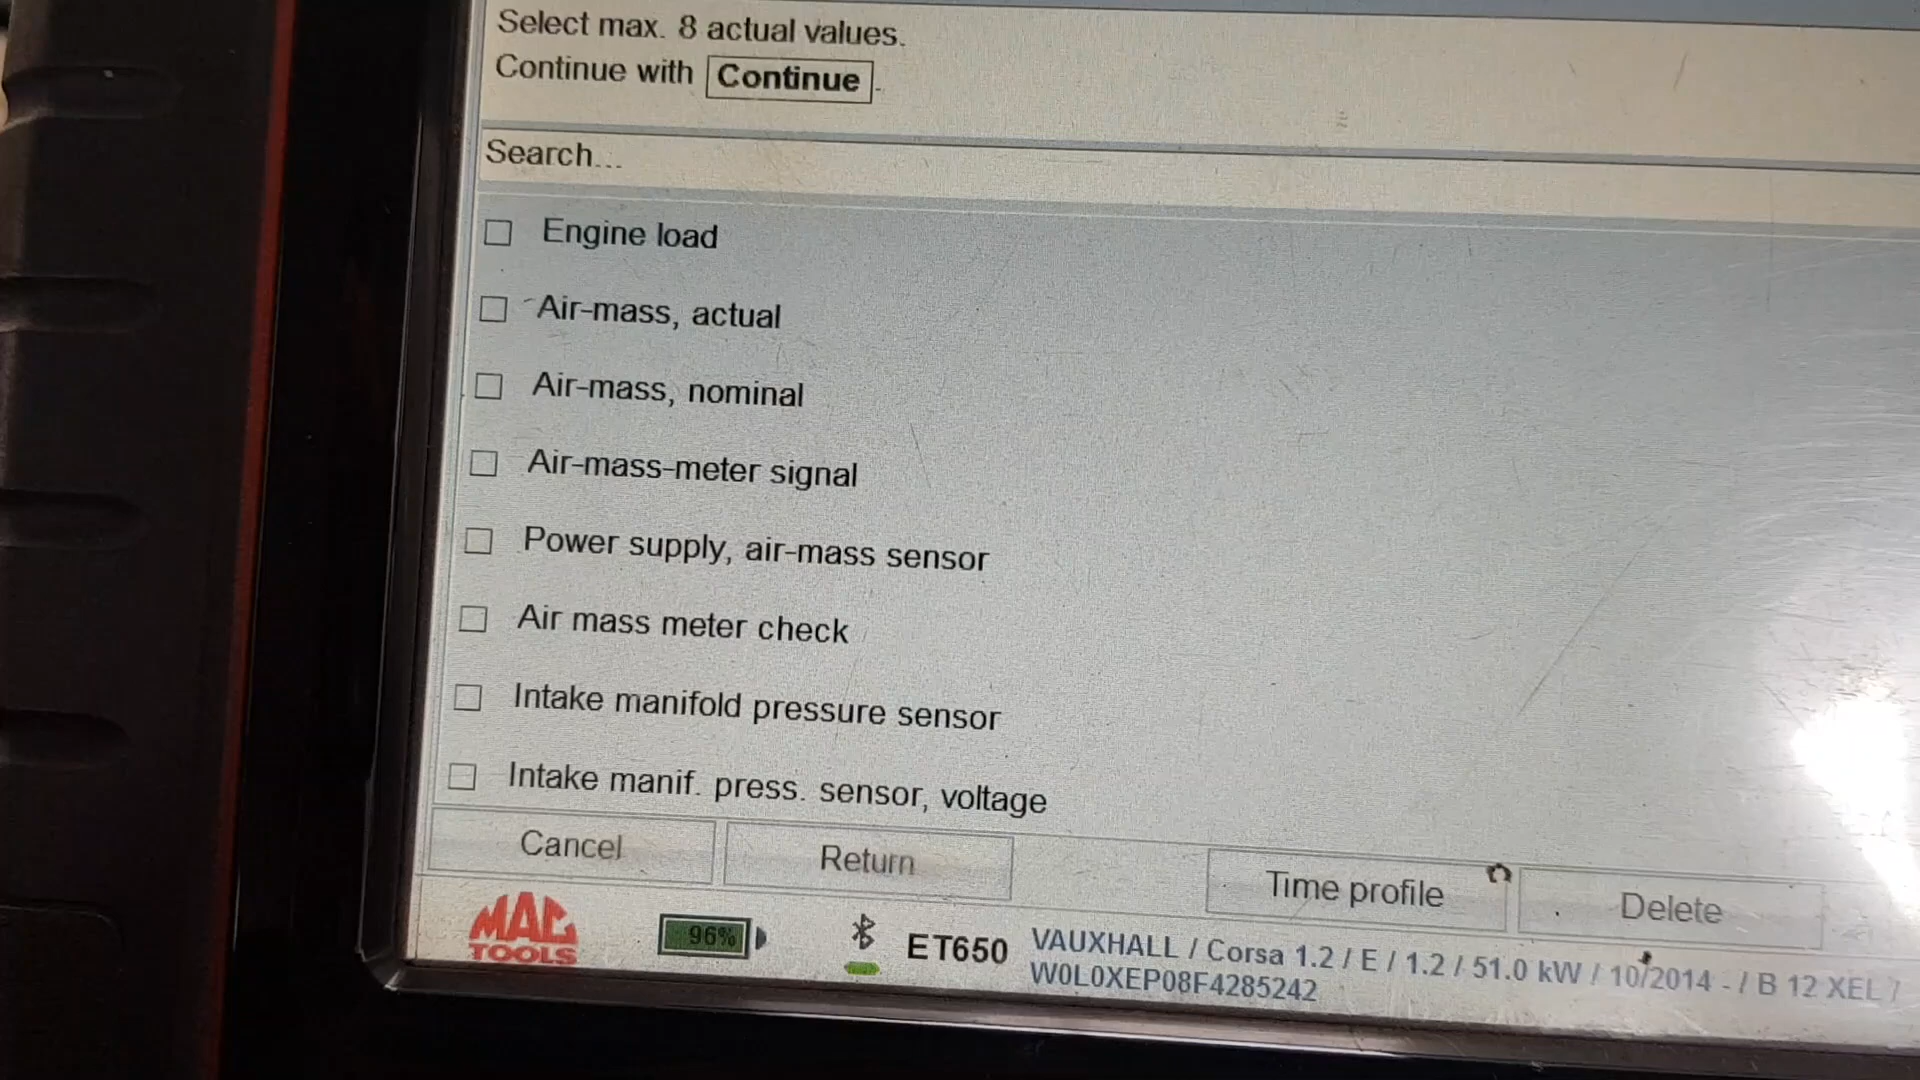 Select max. 8 actual values.
Continue with Continue.
Search...
Engine load
Air-mass, actual
Air-mass, nominal
Air-mass-meter signal
Power supply, air-mass sensor
Air mass meter check
Intake manifold pressure sensor
Intake manif. press. sensor, voltage
Cancel Return Time profile Delete
MAC TOOLS 96% ET650 VAUXHALL / Corsa 1.2 / E / 1.2 / 51.0 kW / 10/2014 - / B 12 XEL /
W0L0XEP08F4285242